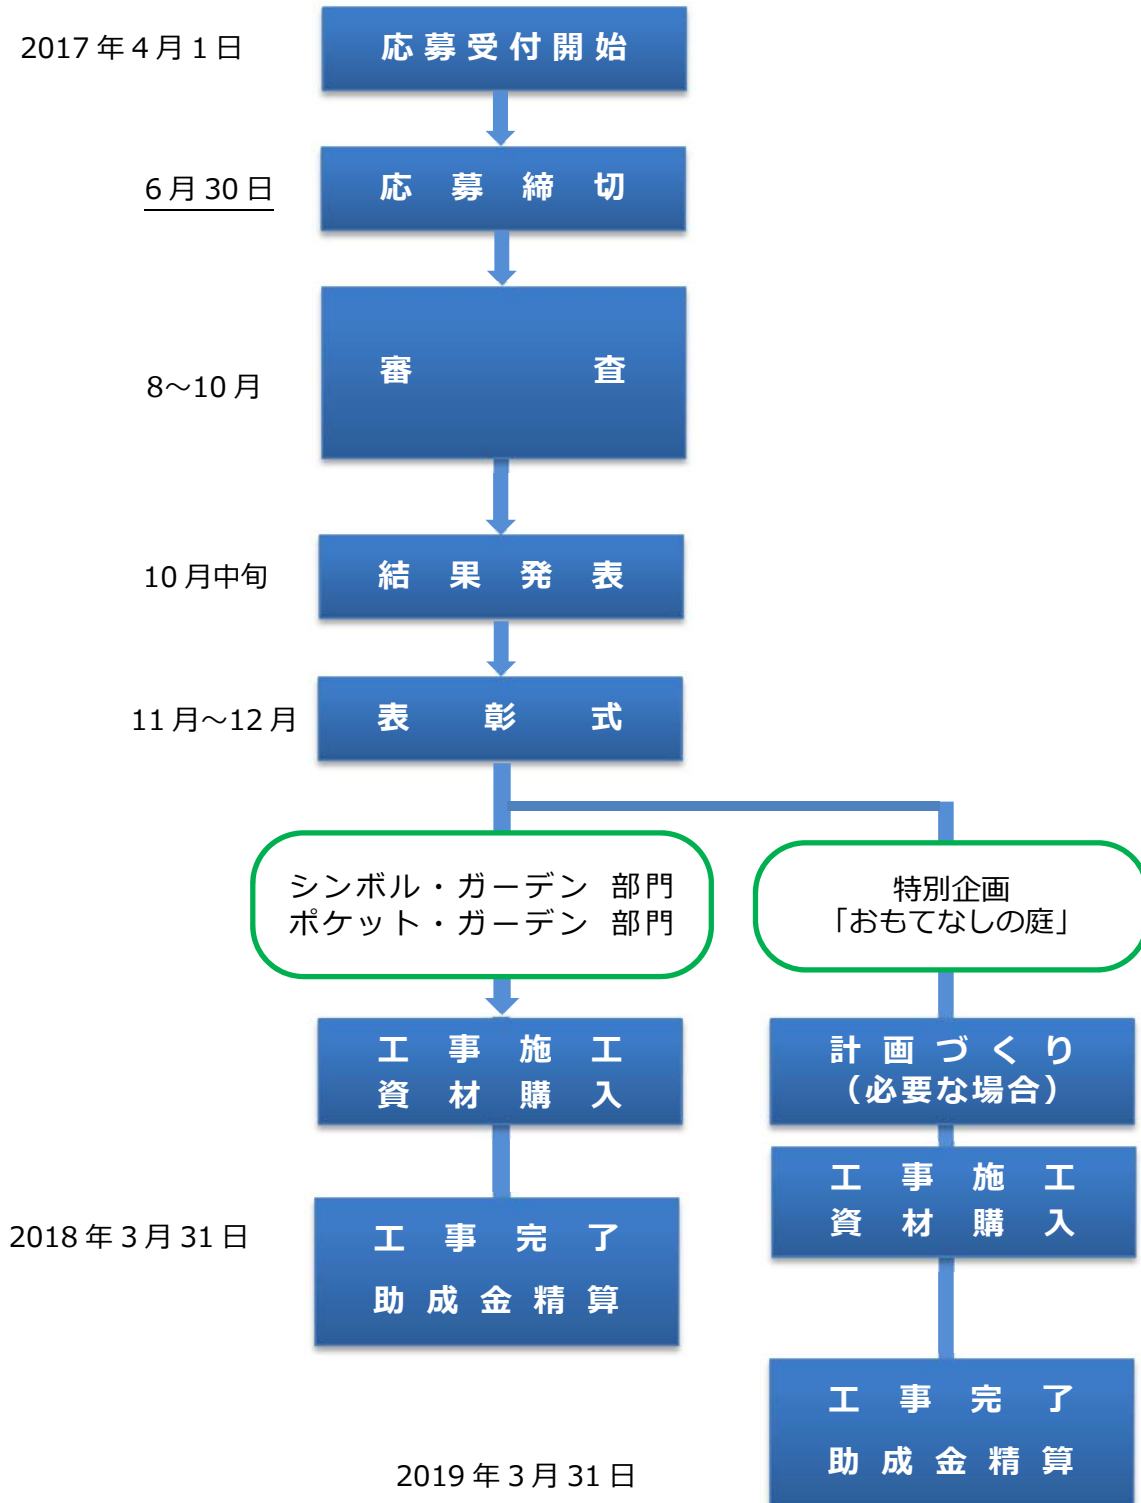 2017年4月1日
応募受付開始
6月30日
応募締切
8～10月
審査
10月中旬
結果発表
11月～12月
表彰式
シンボル・ガーデン 部門
ポケット・ガーデン 部門
特別企画
「おもてなしの庭」
工事施工
資材購入
計画づくり
（必要な場合）
工事施工
資材購入
2018年3月31日
工事完了
助成金精算
工事完了
助成金精算
2019年3月31日